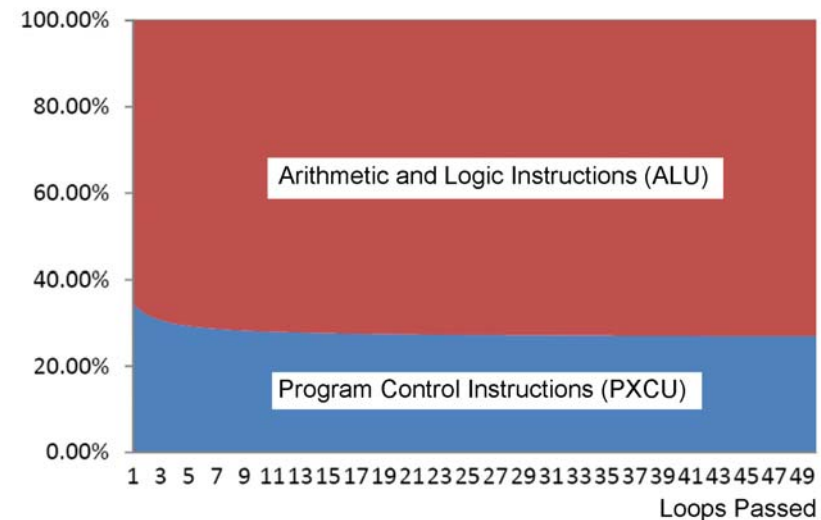 100.00%
80.00%
60.00%
40.00%
20.00%
0.00%
Arithmetic and Logic Instructions (ALU)
Program Control Instructions (PXCU)
1 3 5 7 9 11 13 15 17 19 21 23 25 27 29 31 33 35 37 39 41 43 45 47 49
Loops Passed